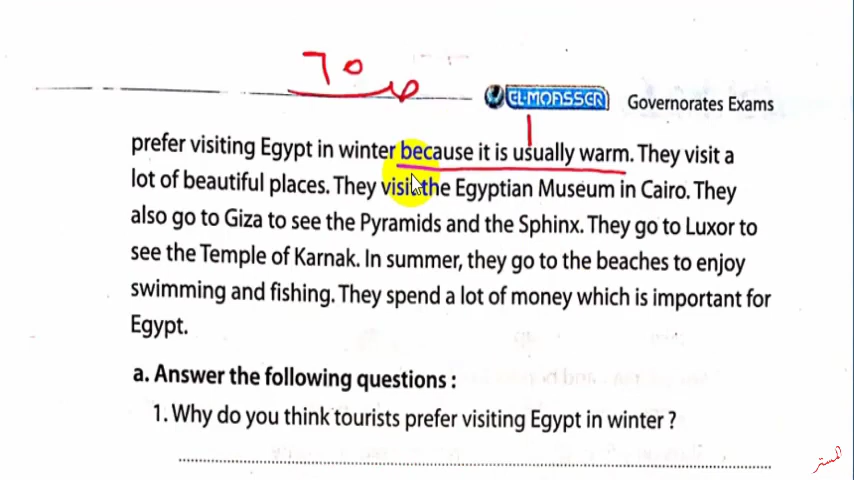 70 ص
EL-MOASSER Governorates Exams
prefer visiting Egypt in winter because it is usually warm. They visit a
lot of beautiful places. They visit the Egyptian Museum in Cairo. They
also go to Giza to see the Pyramids and the Sphinx. They go to Luxor to
see the Temple of Karnak. In summer, they go to the beaches to enjoy
swimming and fishing. They spend a lot of money which is important for
Egypt.
a. Answer the following questions :
1. Why do you think tourists prefer visiting Egypt in winter ?
المستر